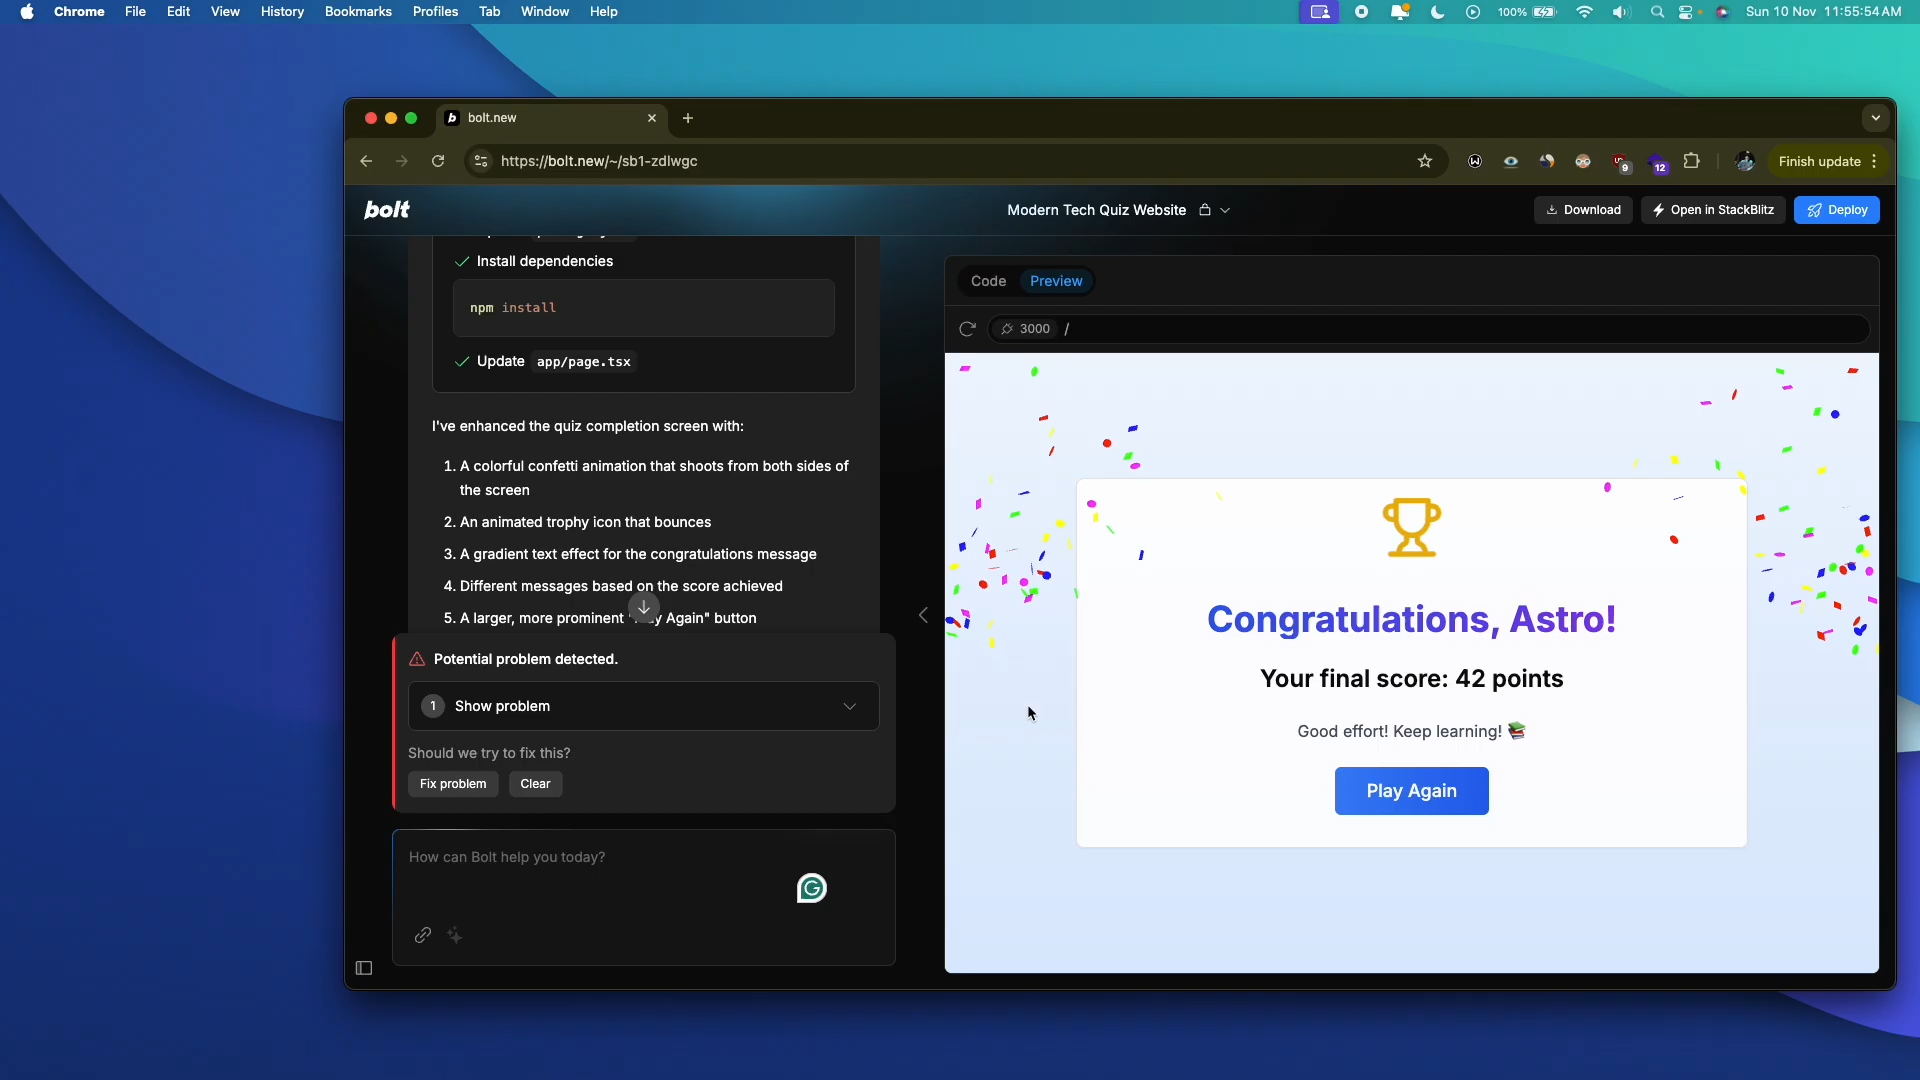 Chrome File Edit View History Bookmarks Profiles Tab Window Help 100% Sun 10 Nov 11:55:54 AM
b bolt.new
https://bolt.new/~/sb1-zdlwgc 9 12 Finish update
bolt Modern Tech Quiz Website Download Open in StackBlitz Deploy
Install dependencies
npm install
Update app/page.tsx
I've enhanced the quiz completion screen with:
1. A colorful confetti animation that shoots from both sides of
the screen
2. An animated trophy icon that bounces
3. A gradient text effect for the congratulations message
4. Different messages based on the score achieved
5. A larger, more prominent Again" button
Potential problem detected.
1 Show problem
Should we try to fix this?
Fix problem Clear
How can Bolt help you today?
G
Code Preview
3000 /
Congratulations, Astro!
Your final score: 42 points
Good effort! Keep learning! 📚
Play Again